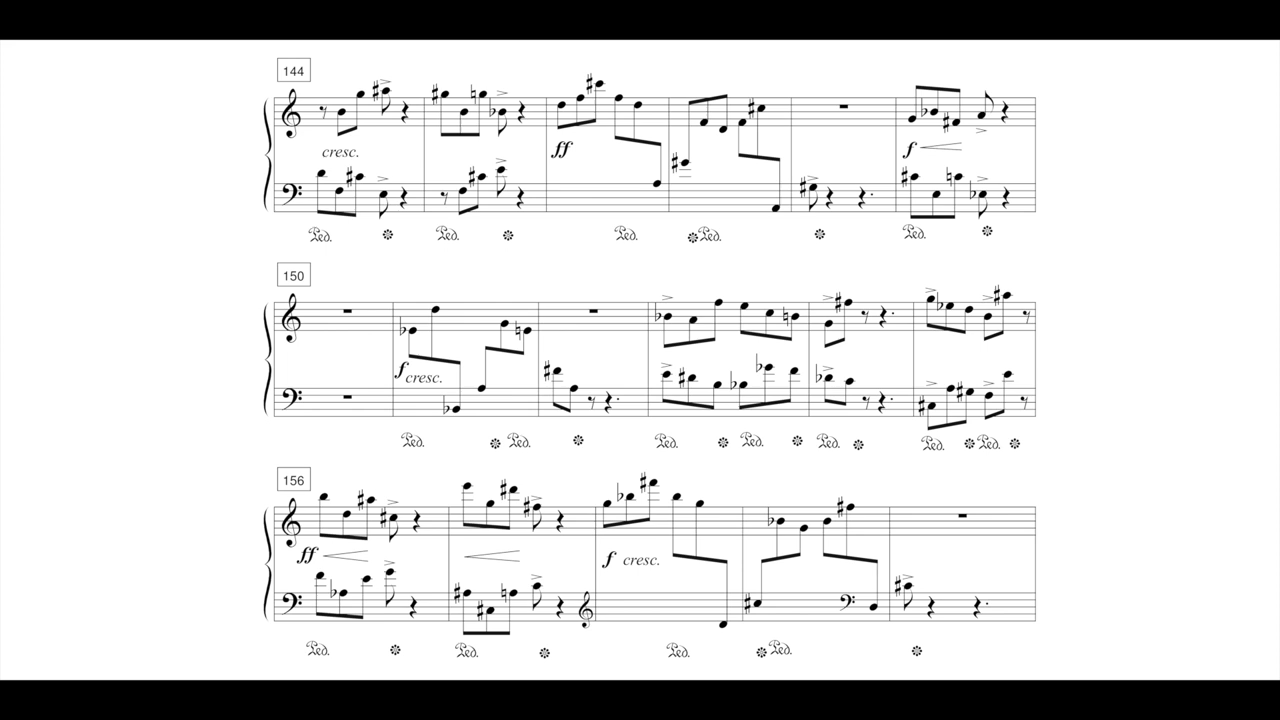 144
cresc.
ff
f
Ped. Ped. Ped. Ped. Ped.
150
f
cresc.
Ped. Ped. Ped. Ped. Ped. Ped. Ped.
156
ff
f cresc.
Ped. Ped. Ped. Ped.